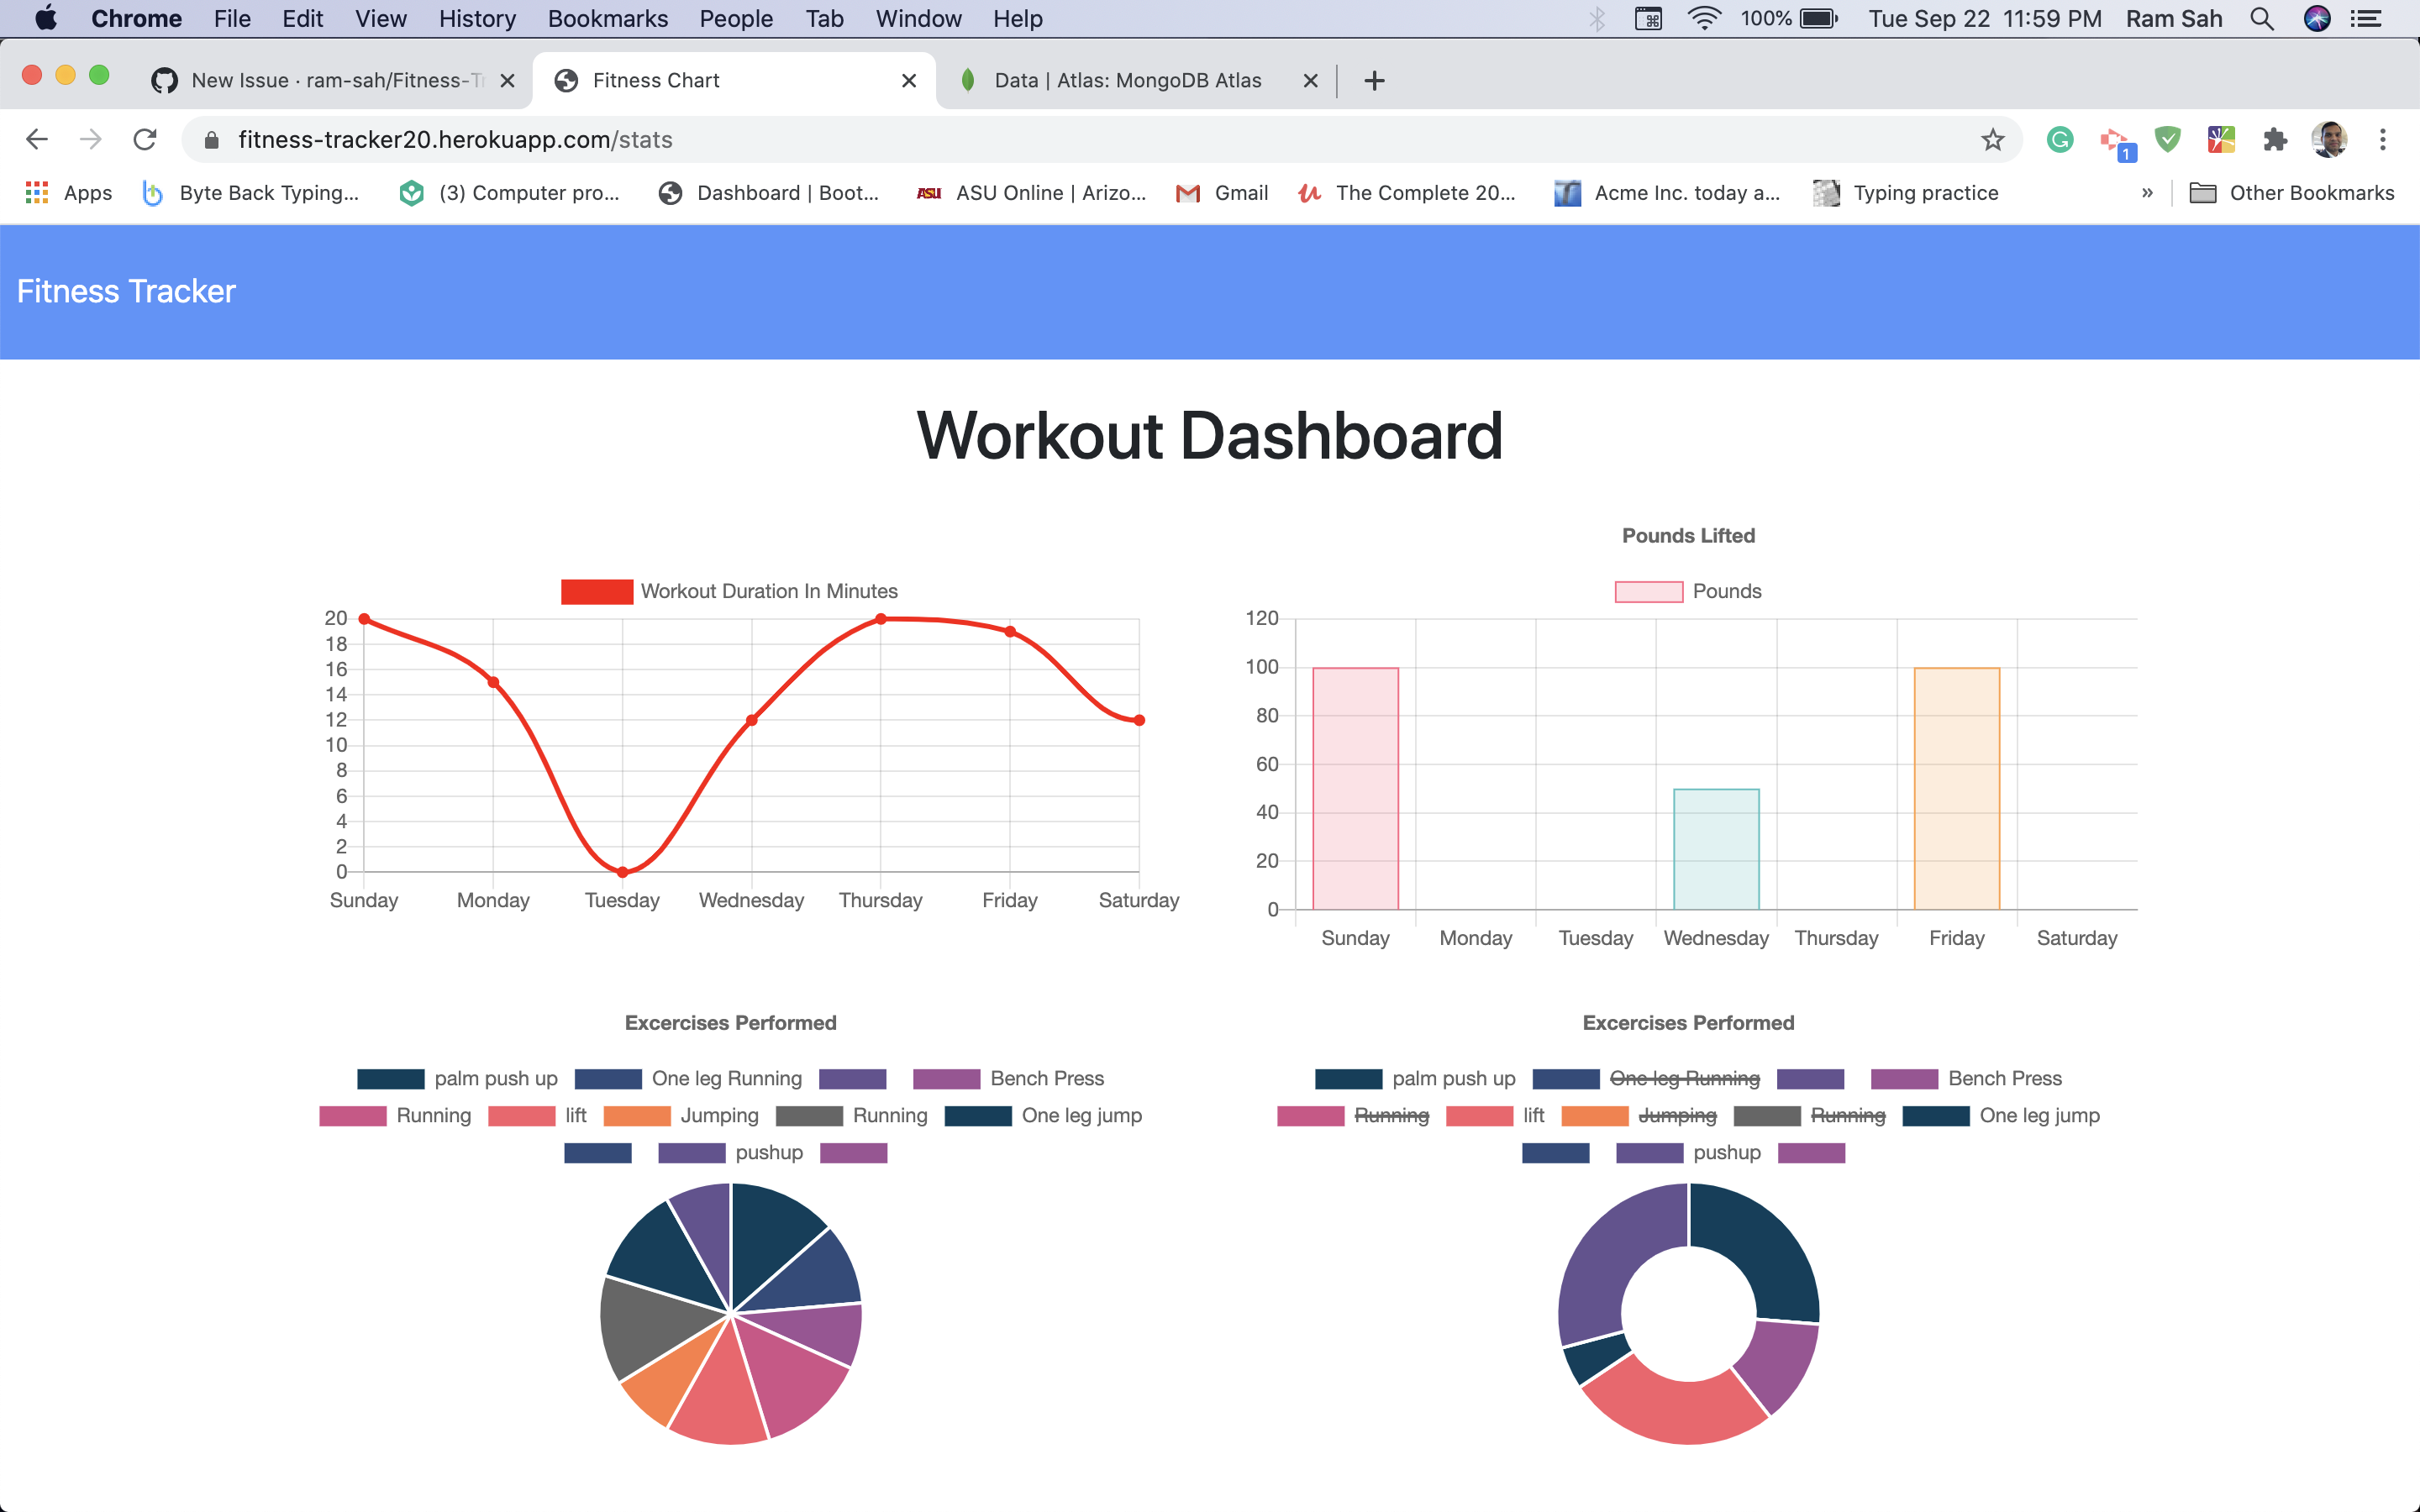 Chrome File Edit View History Bookmarks People Tab Window Help 100% Tue Sep 22 11:59 PM Ram Sah
New Issue · ram-sah/Fitness-Tr Fitness Chart Data | Atlas: MongoDB Atlas
fitness-tracker20.herokuapp.com/stats 1
Apps Byte Back Typing... (3) Computer pro... Dashboard | Boot... ASU ASU Online | Arizo... Gmail The Complete 20... Acme Inc. today a... Typing practice » Other Bookmarks
Fitness Tracker
Workout Dashboard
Workout Duration In Minutes
20
18
16
14
12
10
8
6
4
2
0
Sunday Monday Tuesday Wednesday Thursday Friday Saturday
Pounds Lifted
Pounds
120
100
80
60
40
20
0
Sunday Monday Tuesday Wednesday Thursday Friday Saturday
Excercises Performed
palm push up One leg Running Bench Press
Running lift Jumping Running One leg jump
pushup
Excercises Performed
palm push up One leg Running Bench Press
Running lift Jumping Running One leg jump
pushup